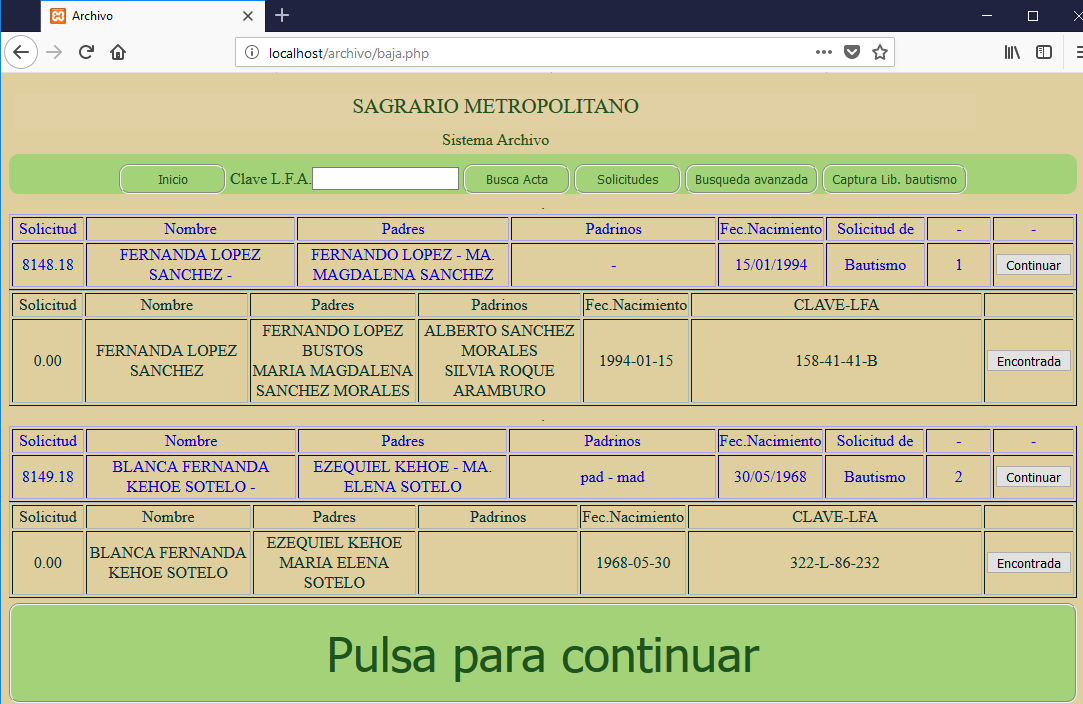 Archivo
localhost/archivo/baja.php
SAGRARIO METROPOLITANO
Sistema Archivo
Inicio Clave L.F.A. Busca Acta Solicitudes Busqueda avanzada Captura Lib. bautismo
.
Solicitud Nombre Padres Padrinos Fec.Nacimiento Solicitud de - -
8148.18 FERNANDA LOPEZ SANCHEZ - FERNANDO LOPEZ - MA. MAGDALENA SANCHEZ - 15/01/1994 Bautismo 1 Continuar
Solicitud Nombre Padres Padrinos Fec.Nacimiento CLAVE-LFA
0.00 FERNANDA LOPEZ SANCHEZ FERNANDO LOPEZ BUSTOS MARIA MAGDALENA SANCHEZ MORALES ALBERTO SANCHEZ MORALES SILVIA ROQUE ARAMBURO 1994-01-15 158-41-41-B Encontrada
.
Solicitud Nombre Padres Padrinos Fec.Nacimiento Solicitud de - -
8149.18 BLANCA FERNANDA KEHOE SOTELO - EZEQUIEL KEHOE - MA. ELENA SOTELO pad - mad 30/05/1968 Bautismo 2 Continuar
Solicitud Nombre Padres Padrinos Fec.Nacimiento CLAVE-LFA
0.00 BLANCA FERNANDA KEHOE SOTELO EZEQUIEL KEHOE MARIA ELENA SOTELO 1968-05-30 322-L-86-232 Encontrada
Pulsa para continuar